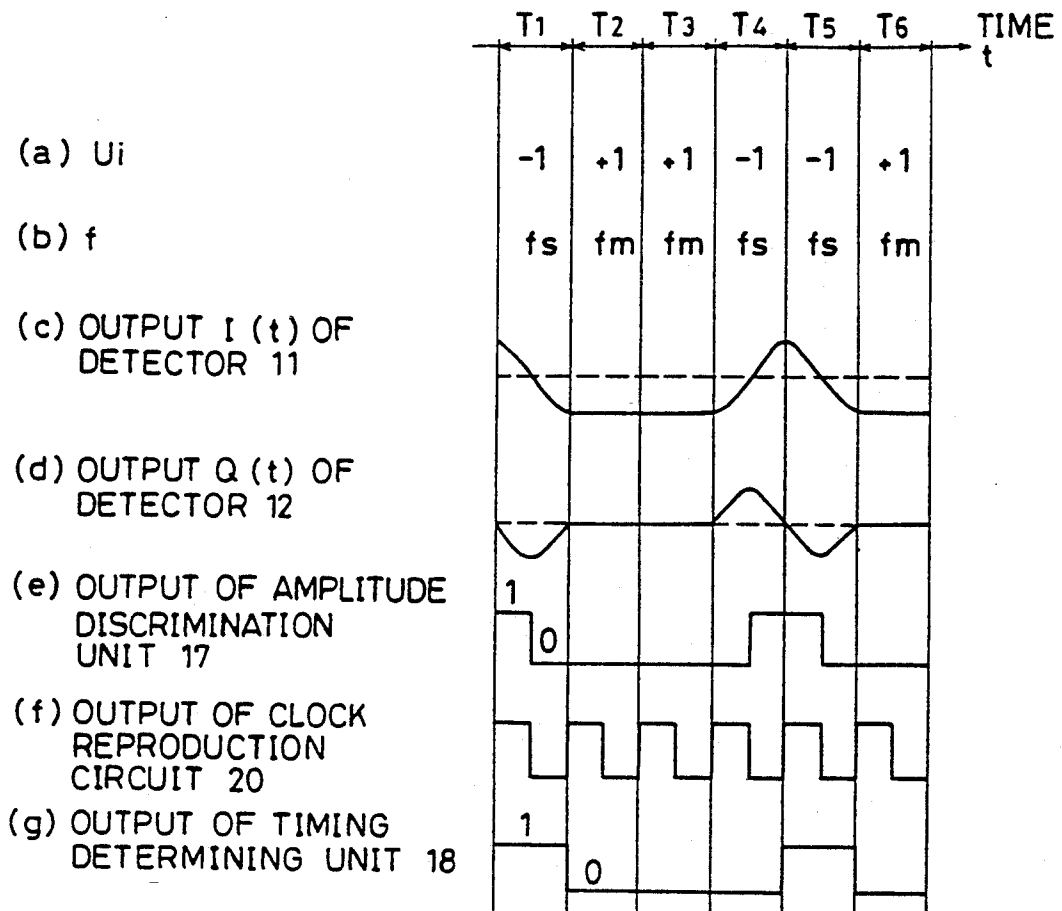 T1 T2 T3 T4 T5 T6 TIME
t
(a) Ui -1 +1 +1 -1 -1 +1
(b) f fs fm fm fs fs fm
(c) OUTPUT I (t) OF
DETECTOR 11
(d) OUTPUT Q (t) OF
DETECTOR 12
(e) OUTPUT OF AMPLITUDE
DISCRIMINATION
UNIT 17
1
0
(f) OUTPUT OF CLOCK
REPRODUCTION
CIRCUIT 20
(g) OUTPUT OF TIMING
DETERMINING UNIT 18
1
0